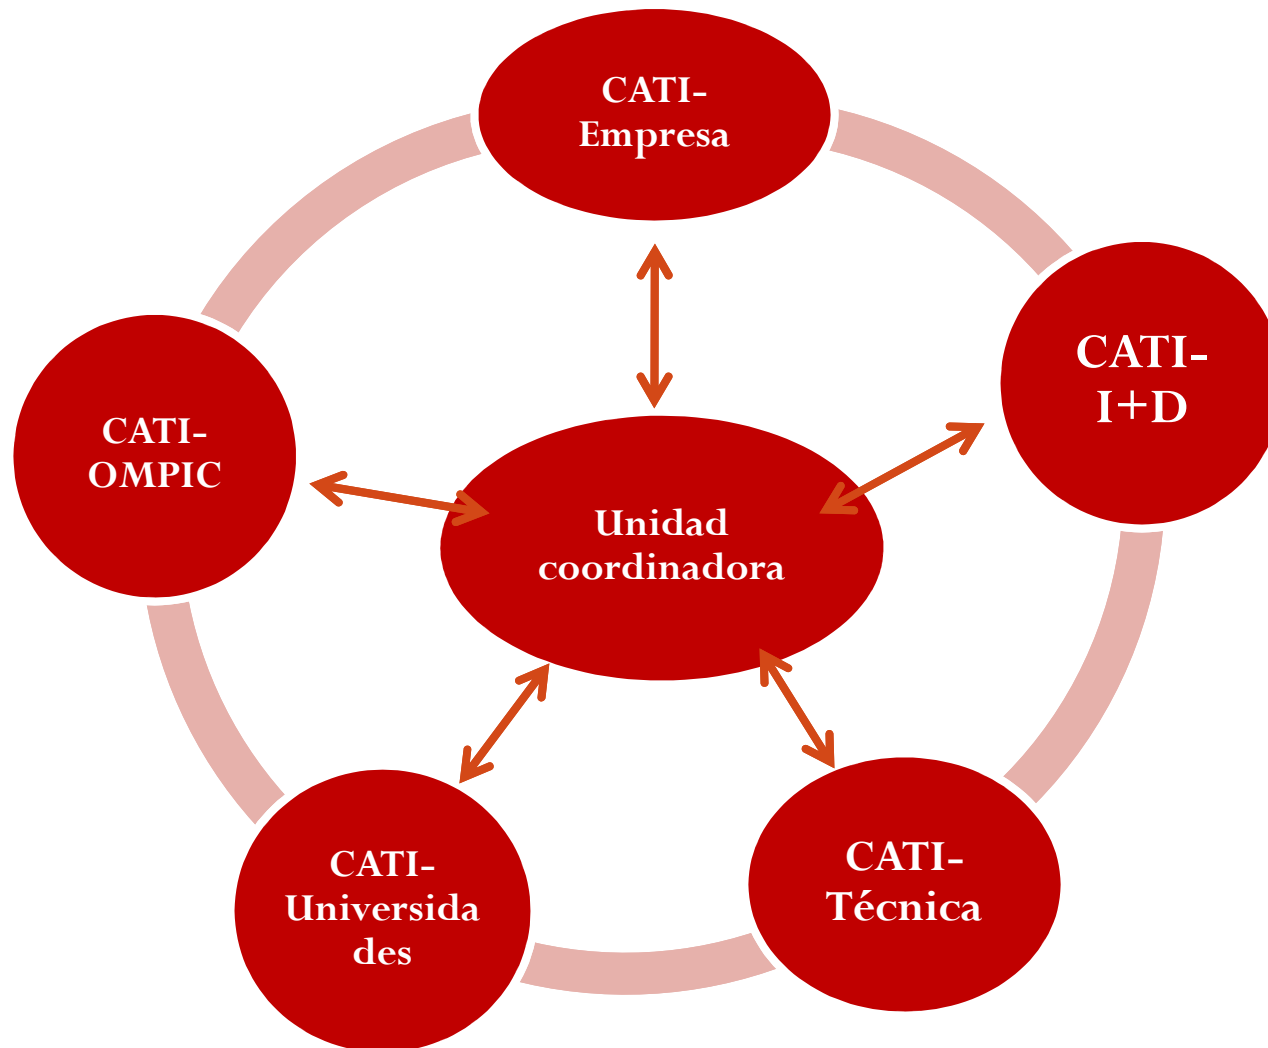 CATI-
Empresa
CATI-
I+D
CATI-
OMPIC
Unidad
coordinadora
CATI-
Universida
des
CATI-
Técnica